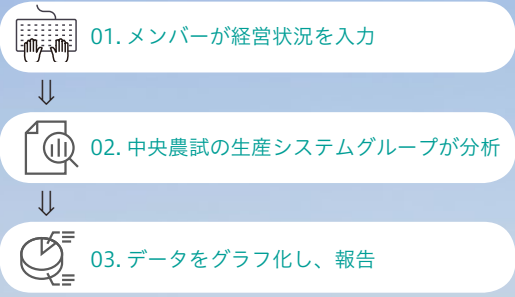 01. メンバーが経営状況を入力
02. 中央農試の生産システムグループが分析
03. データをグラフ化し、報告